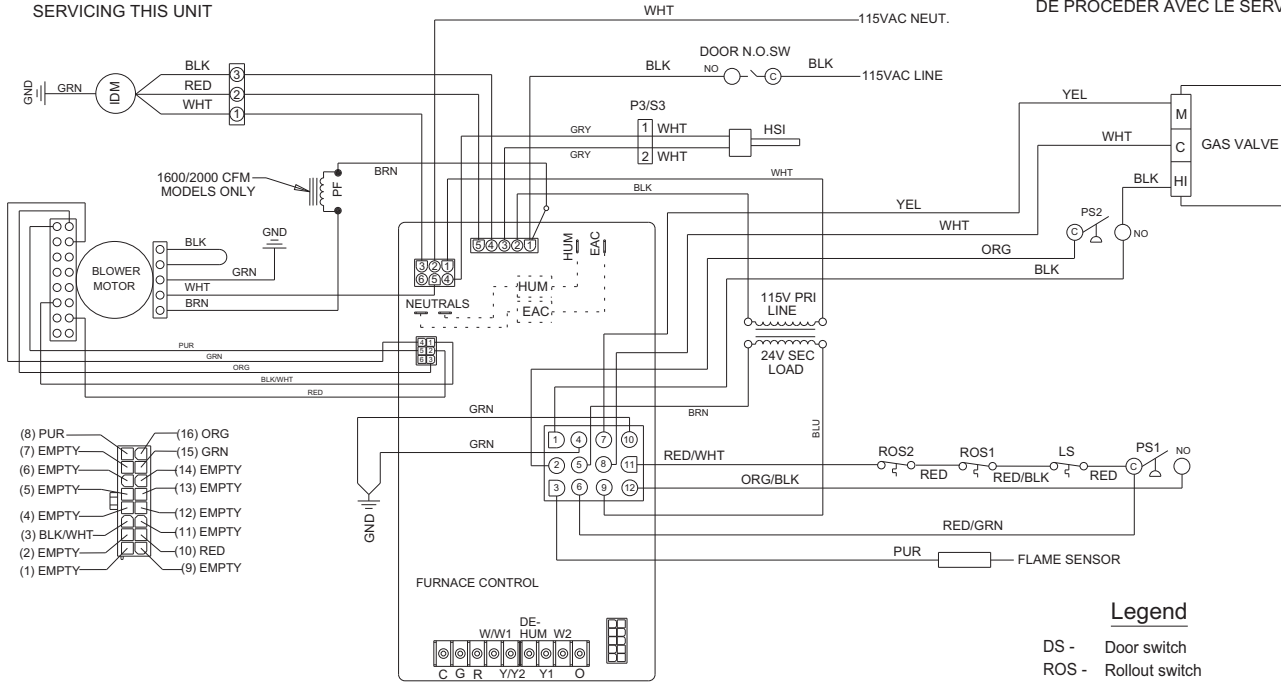 SERVICING THIS UNIT
DE PROCÉDER AVEC LE SERV
WHT
115VAC NEUT.
DOOR N.O.SW
BLK
NO
C
BLK
115VAC LINE
GND
GRN
IDM
BLK
RED
WHT
3
2
1
P3/S3
GRY
1
WHT
HSI
GRY
2
WHT
YEL
M
WHT
C
GAS VALVE
BLK
HI
1600/2000 CFM
MODELS ONLY
PF
BRN
WHT
BLK
YEL
WHT
ORG
BLK
PS2
C
NO
BLOWER
MOTOR
BLK
GND
GRN
WHT
BRN
5 4 3 2 1
3 2 1
6 5 4
HUM
EAC
NEUTRALS
HUM
EAC
115V PRI
LINE
24V SEC
LOAD
PUR
GRN
ORG
BLK/WHT
RED
4 1
5 2
6 3
GRN
GRN
BRN
BLU
1 4 7 10
2 5 8 11
3 6 9 12
GND
RED/WHT
ROS2
RED
ROS1
RED/BLK
LS
RED
PS1
C
NO
ORG/BLK
RED/GRN
PUR
FLAME SENSOR
(8) PUR
(16) ORG
(7) EMPTY
(15) GRN
(6) EMPTY
(14) EMPTY
(5) EMPTY
(13) EMPTY
(4) EMPTY
(12) EMPTY
(3) BLK/WHT
(11) EMPTY
(2) EMPTY
(10) RED
(1) EMPTY
(9) EMPTY
FURNACE CONTROL
DE-
W/W1 HUM W2
C G R Y/Y2 Y1 O
Legend
DS - Door switch
ROS - Rollout switch